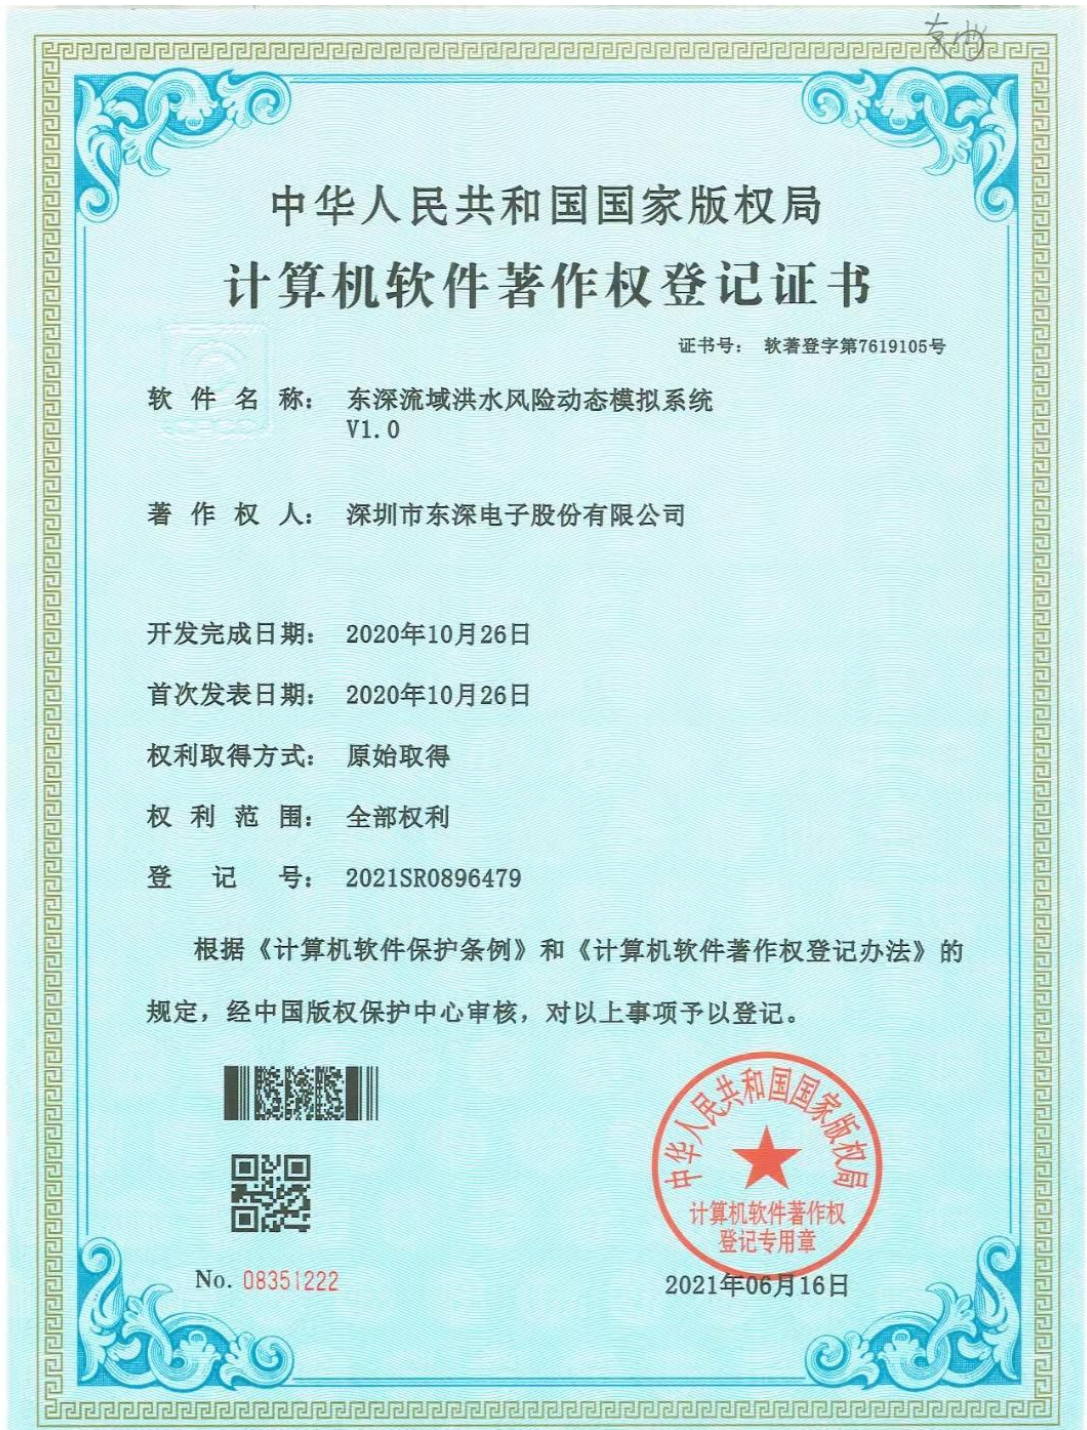 中华人民共和国国家版权局
计算机软件著作权登记证书
证书号： 软著登字第7619105号
软件名称： 东深流域洪水风险动态模拟系统
V1.0
著作权人： 深圳市东深电子股份有限公司
开发完成日期： 2020年10月26日
首次发表日期： 2020年10月26日
权利取得方式： 原始取得
权利范围： 全部权利
登记号： 2021SR0896479
根据《计算机软件保护条例》和《计算机软件著作权登记办法》的
规定，经中国版权保护中心审核，对以上事项予以登记。
中华人民共和国国家版权局
计算机软件著作权
登记专用章
No. 08351222
2021年06月16日